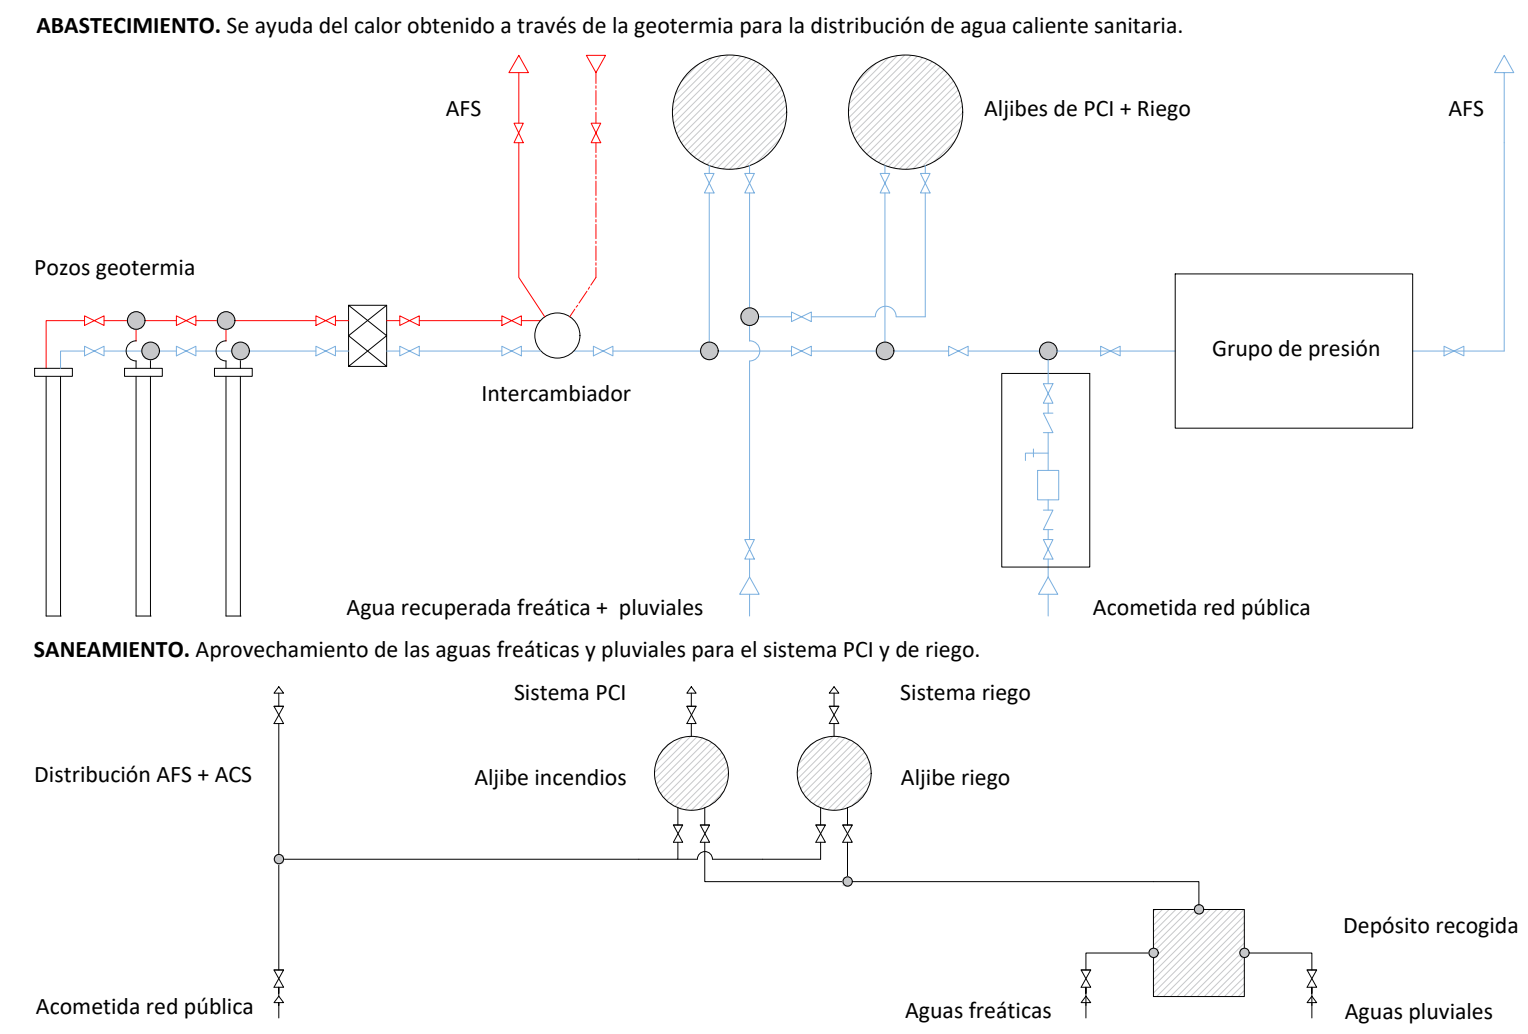 ABASTECIMIENTO. Se ayuda del calor obtenido a través de la geotermia para la distribución de agua caliente sanitaria.
AFS
Aljibes de PCI + Riego
AFS
Pozos geotermia
Grupo de presión
Intercambiador
Agua recuperada freática + pluviales
Acometida red pública
SANEAMIENTO. Aprovechamiento de las aguas freáticas y pluviales para el sistema PCI y de riego.
Sistema PCI
Sistema riego
Distribución AFS + ACS
Aljibe incendios
Aljibe riego
Depósito recogida
Acometida red pública
Aguas freáticas
Aguas pluviales